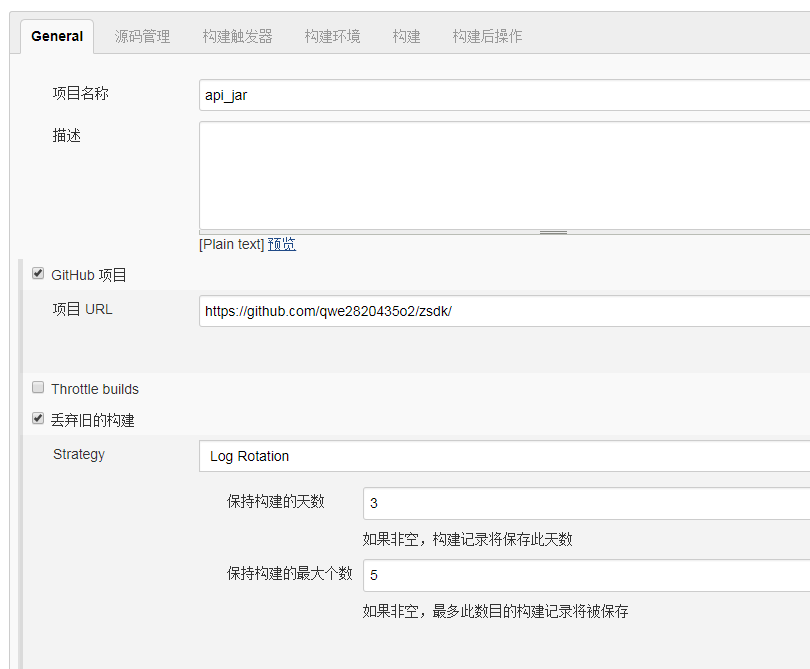 General 源码管理 构建触发器 构建环境 构建 构建后操作
项目名称 api_jar
描述
[Plain text] 预览
GitHub 项目
项目 URL https://github.com/qwe2820435o2/zsdk/
Throttle builds
丢弃旧的构建
Strategy Log Rotation
保持构建的天数 3
如果非空，构建记录将保存此天数
保持构建的最大个数 5
如果非空，最多此数目的构建记录将被保存